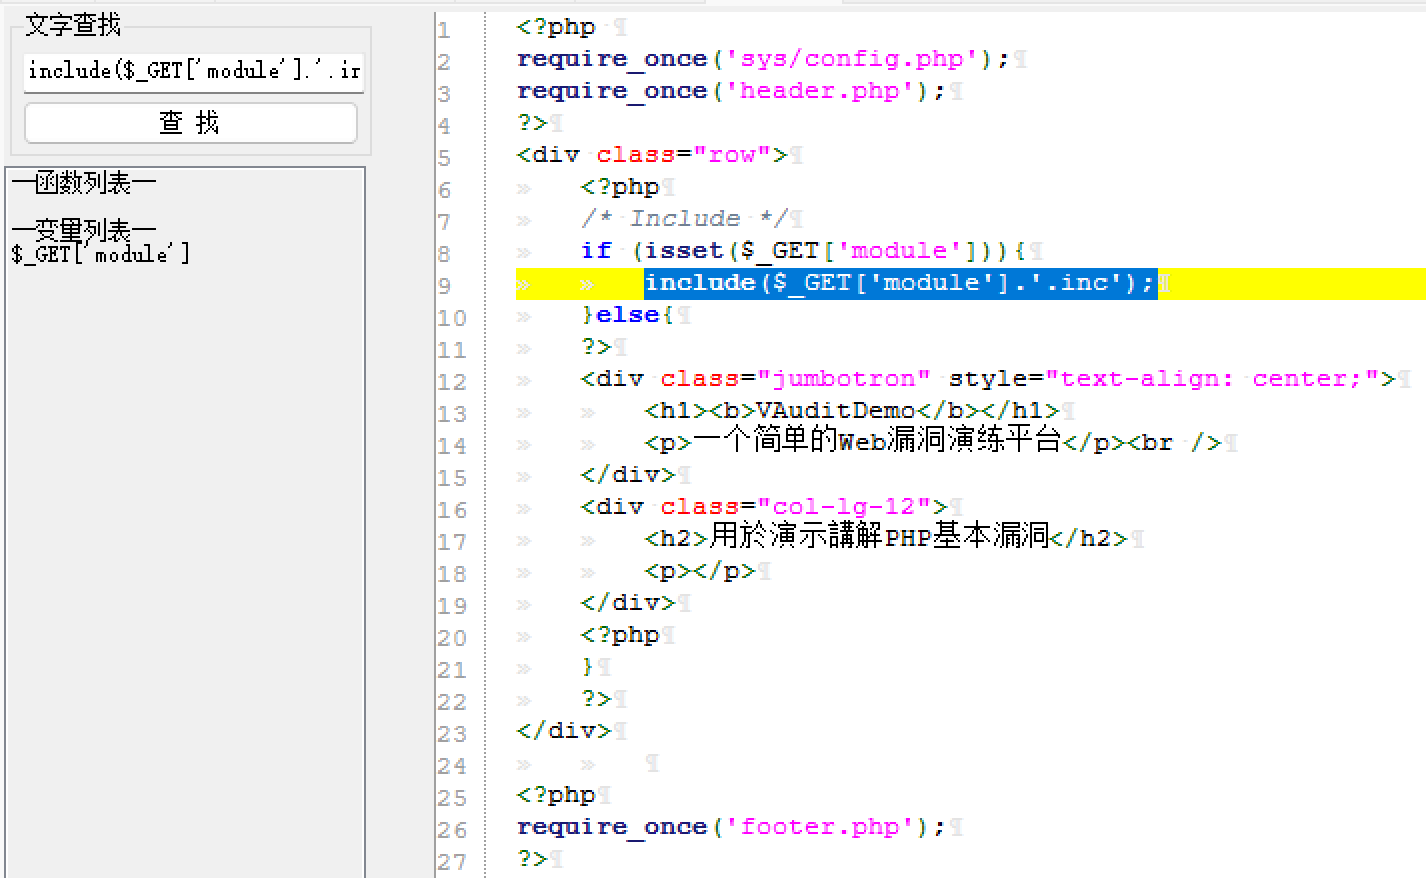 文字查找
include($_GET['module'].'.ir
查 找
—函数列表—
—变量列表—
$_GET['module']
1 <?php
2 require_once('sys/config.php');
3 require_once('header.php');
4 ?>
5 <div class="row">
6 <?php
7 /* Include */
8 if (isset($_GET['module'])){
9 include($_GET['module'].'.inc');
10 }else{
11 ?>
12 <div class="jumbotron" style="text-align: center;">
13 <h1><b>VAuditDemo</b></h1>
14 <p>一个简单的Web漏洞演练平台</p><br />
15 </div>
16 <div class="col-lg-12">
17 <h2>用於演示講解PHP基本漏洞</h2>
18 <p></p>
19 </div>
20 <?php
21 }
22 ?>
23 </div>
24
25 <?php
26 require_once('footer.php');
27 ?>